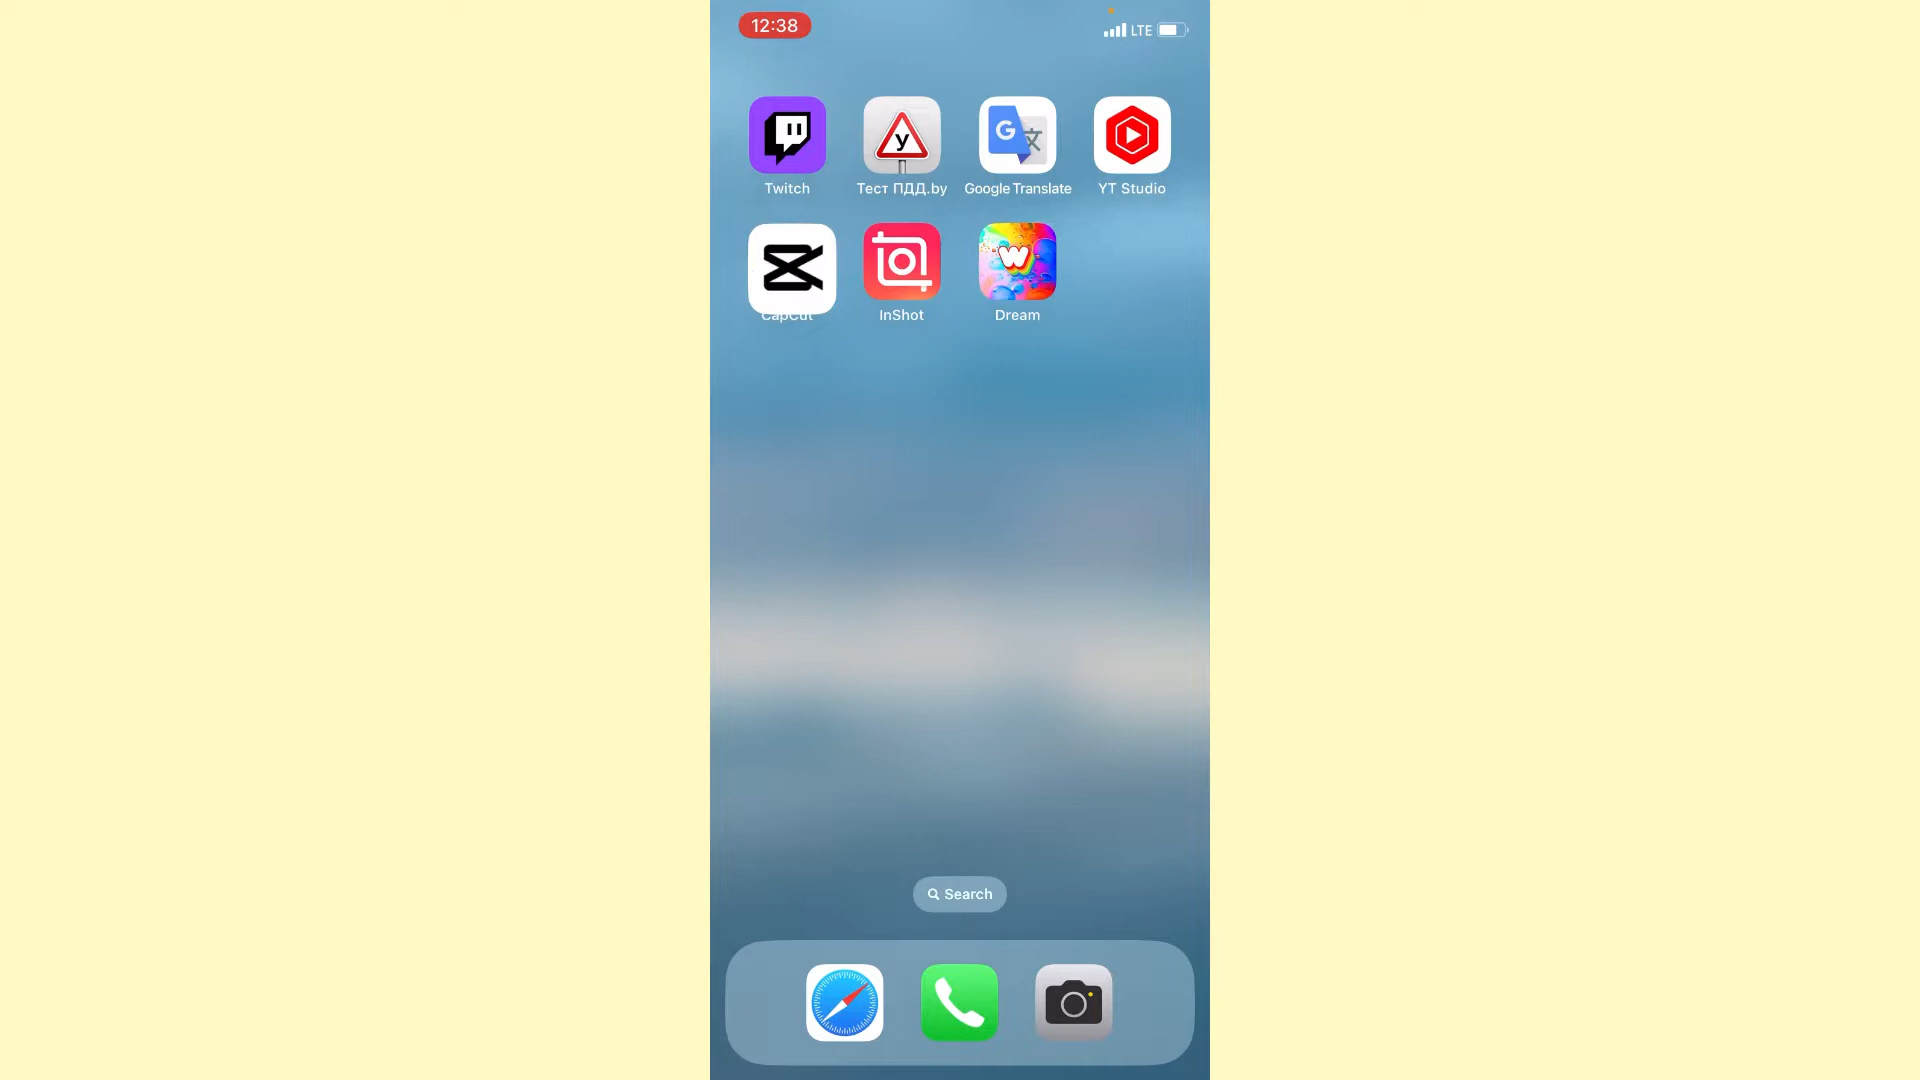 12:38
LTE
Twitch
Тест ПДД.by
Google Translate
YT Studio
CapCut
InShot
Dream
Search